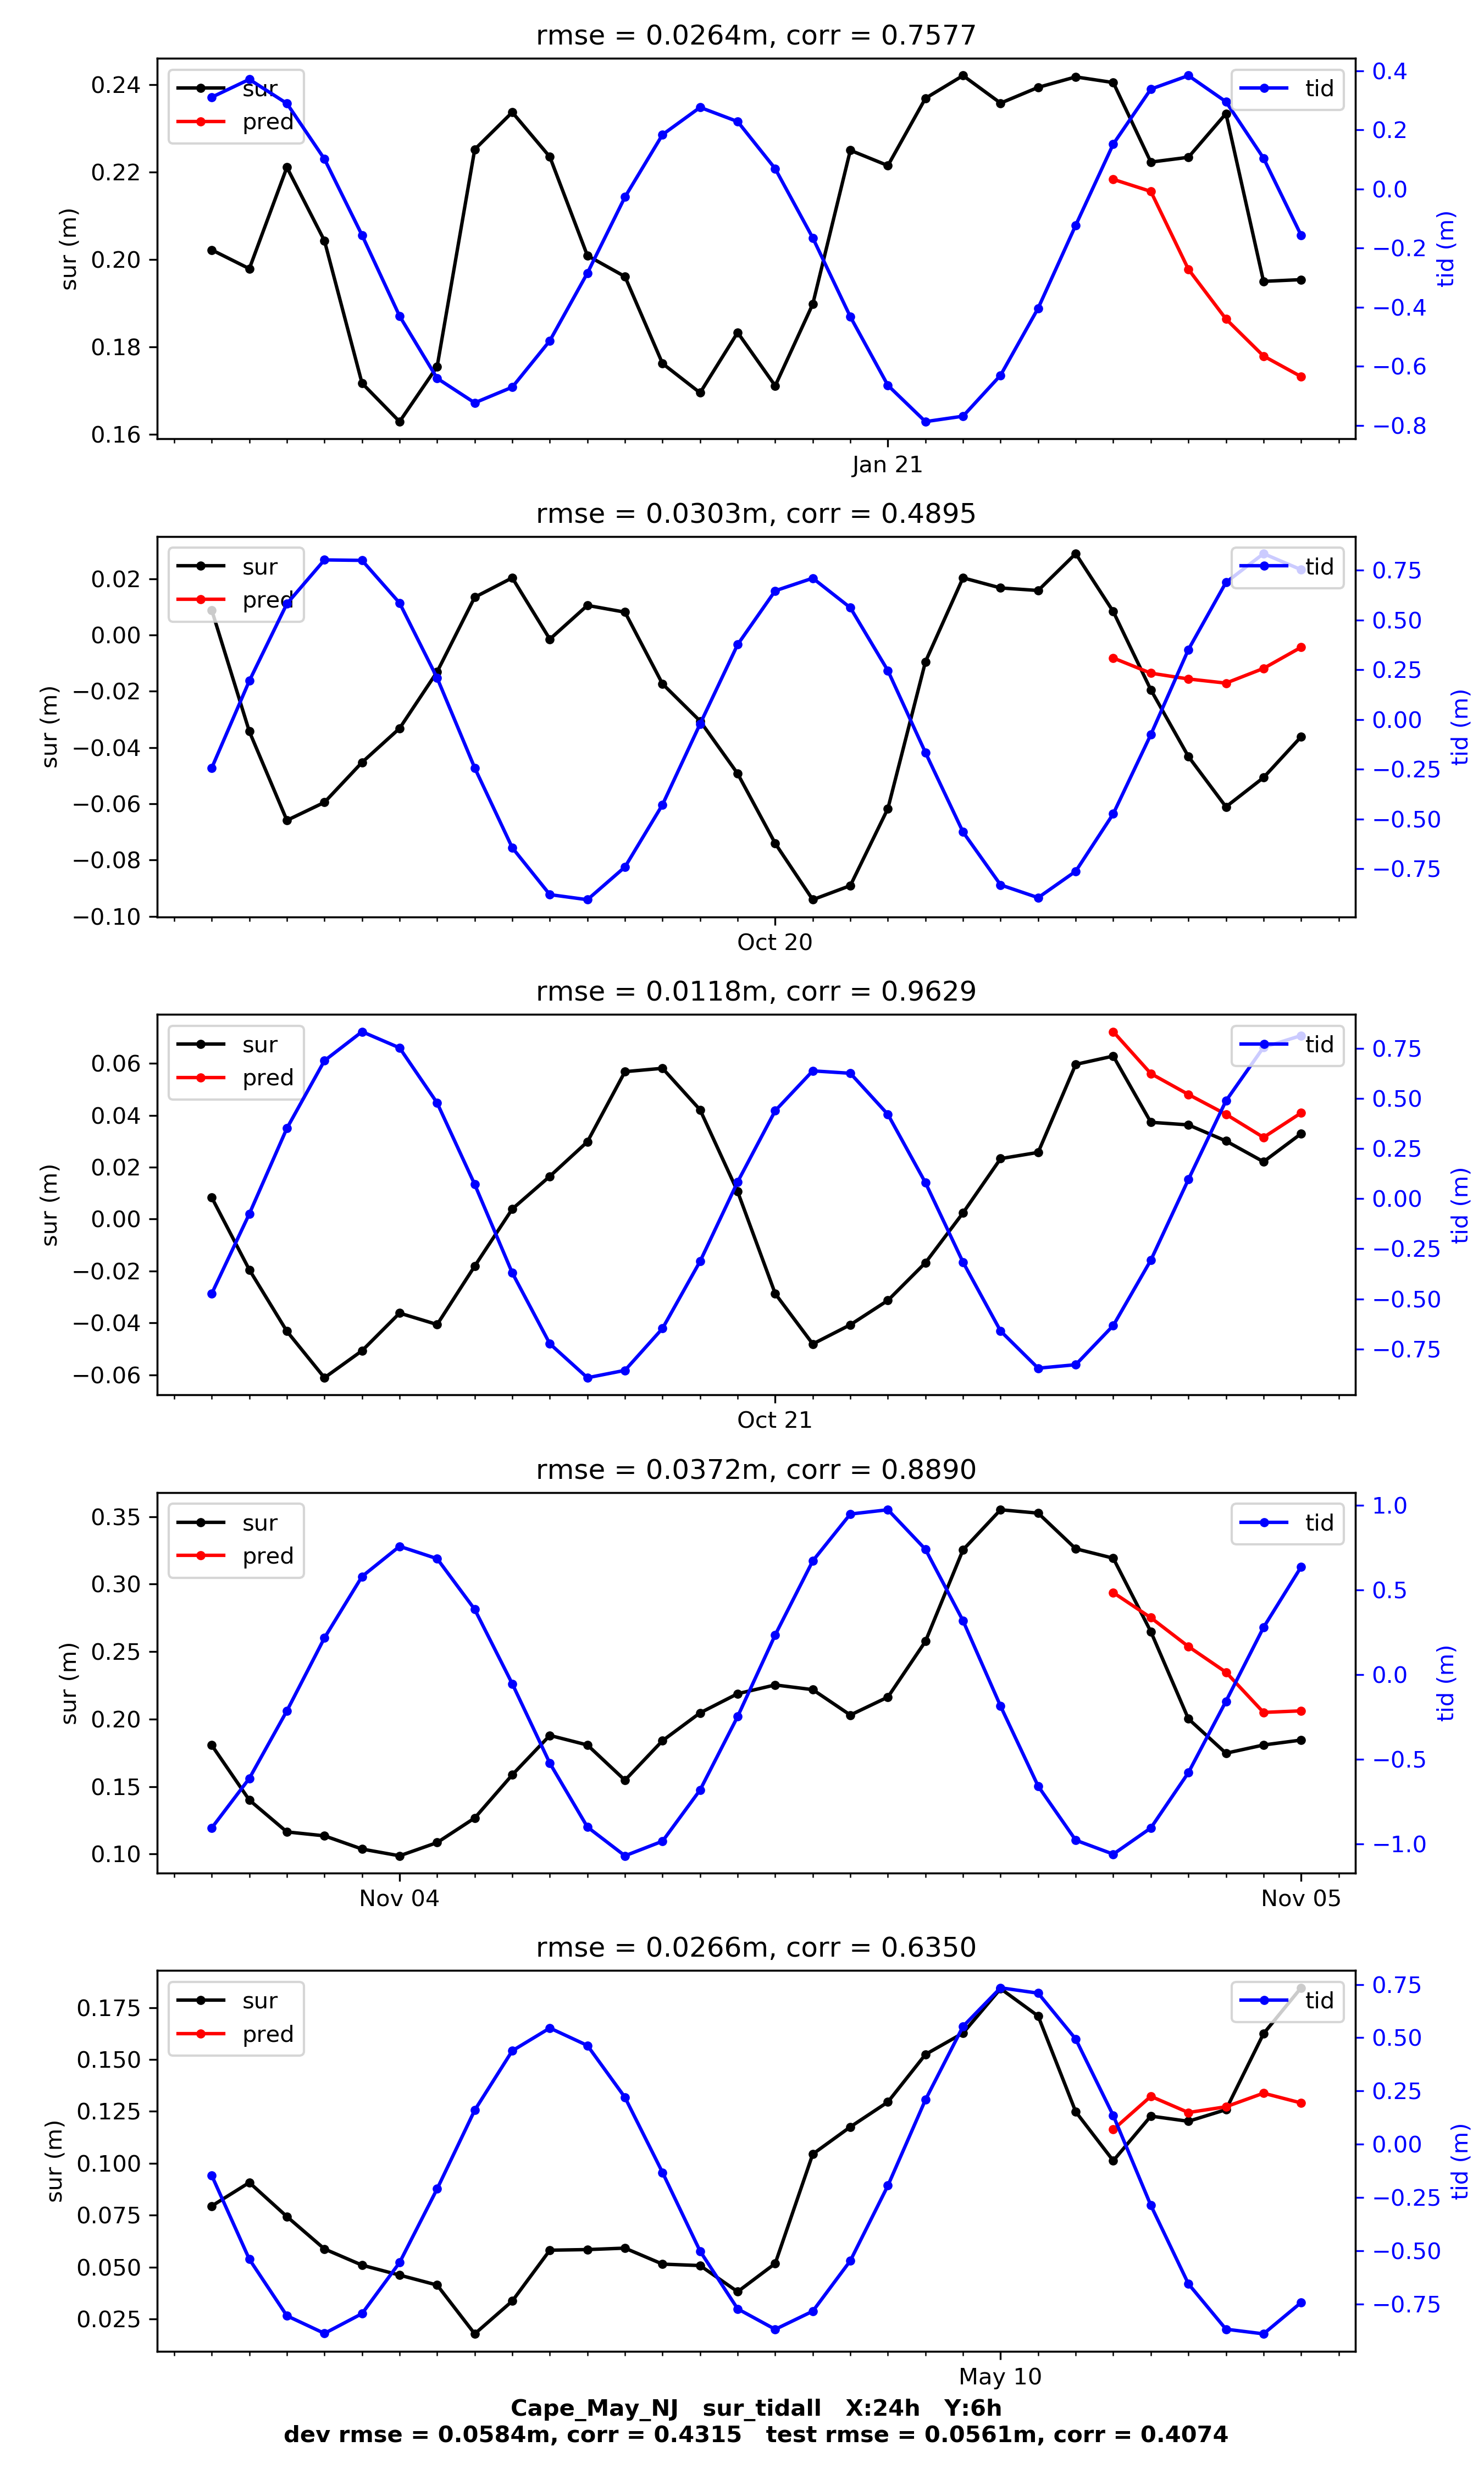 rmse = 0.0264m, corr = 0.7577
sur
pred
tid
0.24
0.22
0.20
0.18
0.16
sur (m)
0.4
0.2
0.0
−0.2
−0.4
−0.6
−0.8
tid (m)
Jan 21
rmse = 0.0303m, corr = 0.4895
sur
pred
tid
0.02
0.00
−0.02
−0.04
−0.06
−0.08
−0.10
sur (m)
0.75
0.50
0.25
0.00
−0.25
−0.50
−0.75
tid (m)
Oct 20
rmse = 0.0118m, corr = 0.9629
sur
pred
tid
0.06
0.04
0.02
0.00
−0.02
−0.04
−0.06
sur (m)
0.75
0.50
0.25
0.00
−0.25
−0.50
−0.75
tid (m)
Oct 21
rmse = 0.0372m, corr = 0.8890
sur
pred
tid
0.35
0.30
0.25
0.20
0.15
0.10
sur (m)
1.0
0.5
0.0
−0.5
−1.0
tid (m)
Nov 04
Nov 05
rmse = 0.0266m, corr = 0.6350
sur
pred
tid
0.175
0.150
0.125
0.100
0.075
0.050
0.025
sur (m)
0.75
0.50
0.25
0.00
−0.25
−0.50
−0.75
tid (m)
May 10
Cape_May_NJ sur_tidall X:24h Y:6h
dev rmse = 0.0584m, corr = 0.4315 test rmse = 0.0561m, corr = 0.4074